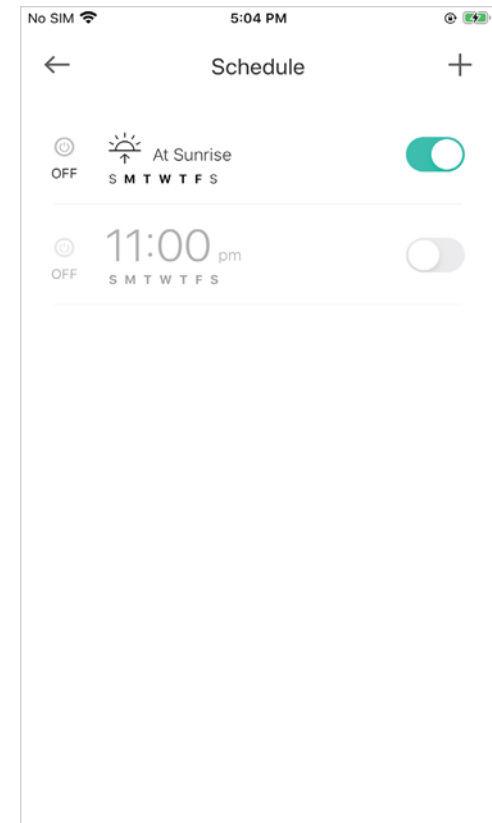 No SIM 5:04 PM
Schedule
At Sunrise
OFF
S M T W T F S
11:00 pm
OFF
S M T W T F S